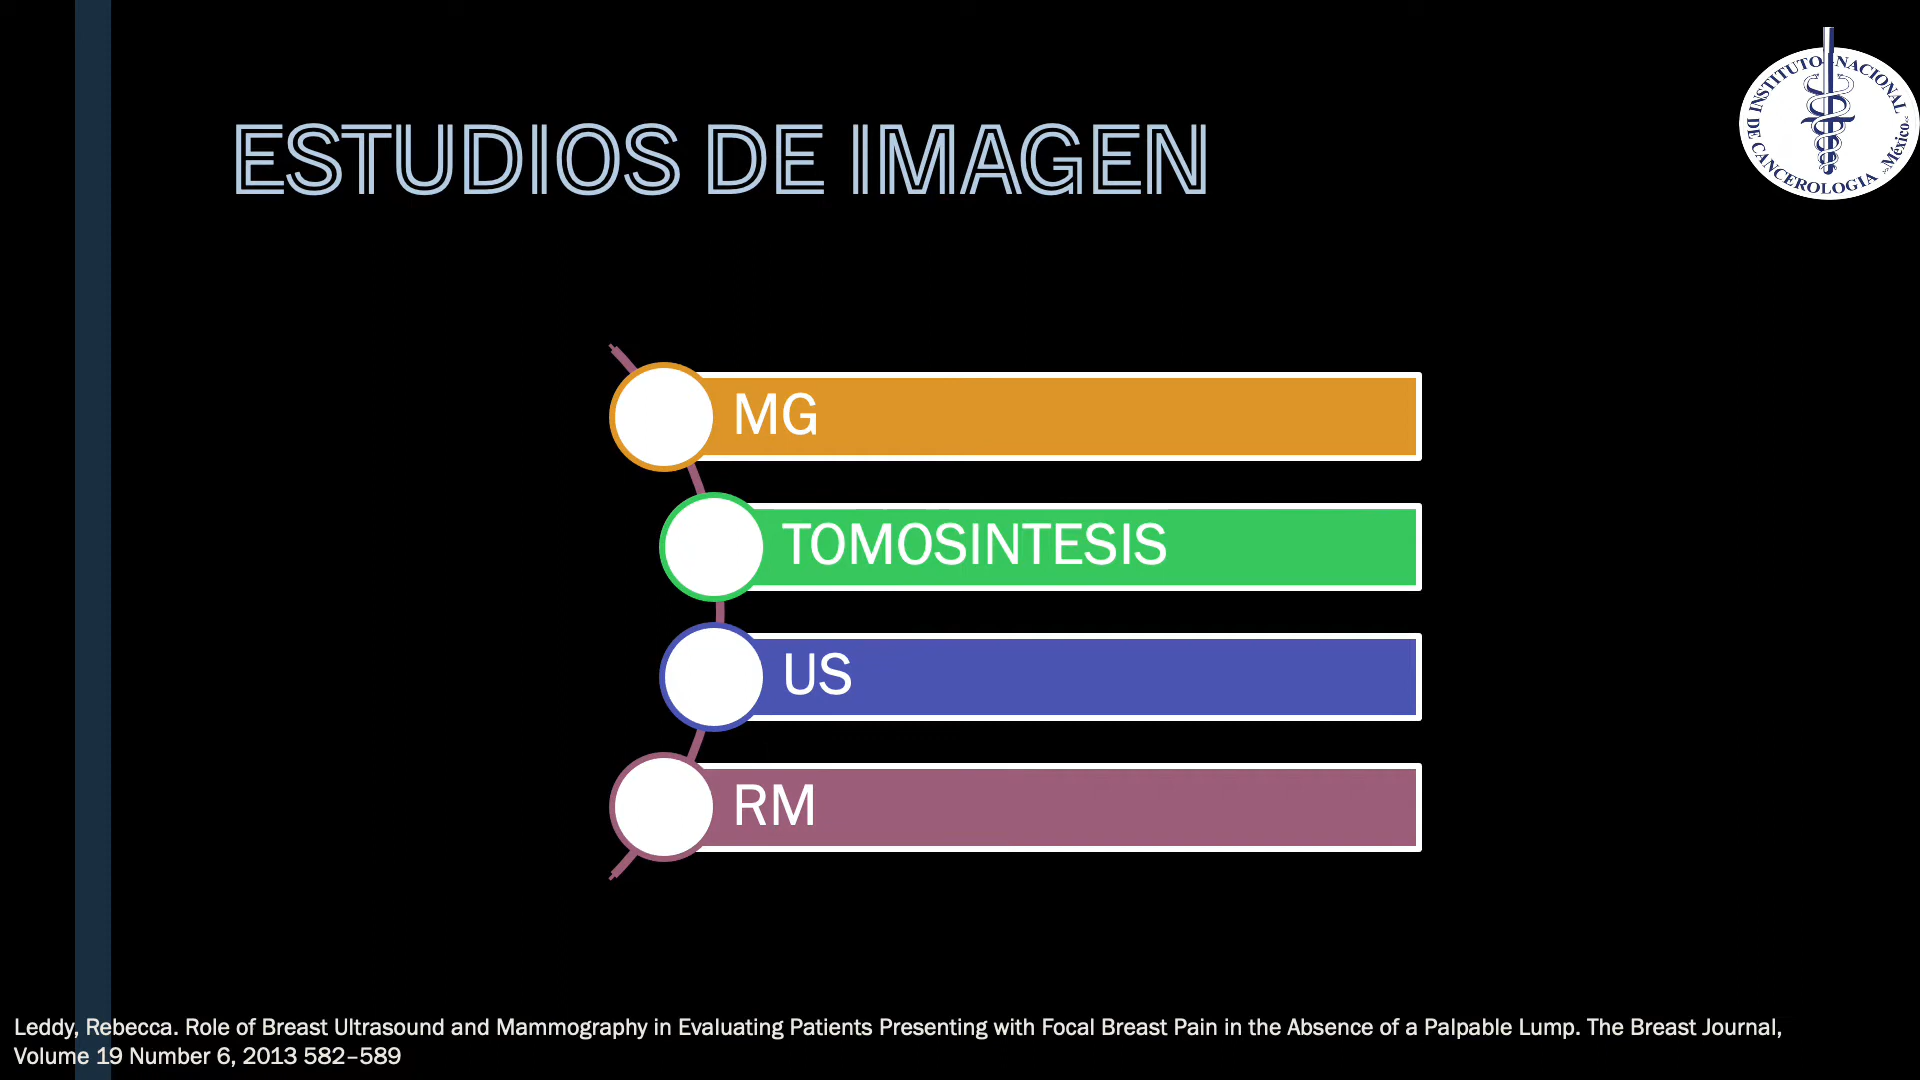 ESTUDIOS DE IMAGEN
INSTITUTO NACIONAL
DE CANCEROLOGIA
México
MG
TOMOSINTESIS
US
RM
Leddy, Rebecca. Role of Breast Ultrasound and Mammography in Evaluating Patients Presenting with Focal Breast Pain in the Absence of a Palpable Lump. The Breast Journal,
Volume 19 Number 6, 2013 582–589